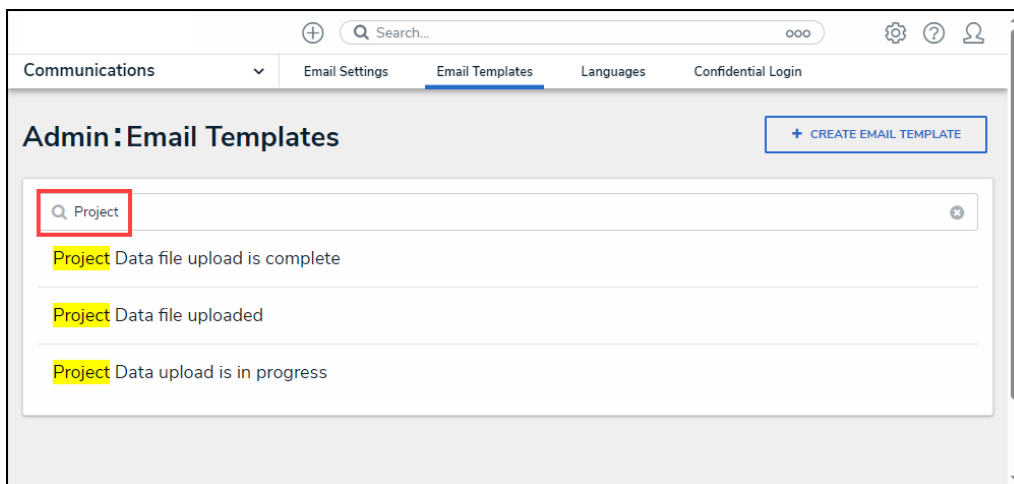 Search...
Communications Email Settings Email Templates Languages Confidential Login
Admin:Email Templates
+ CREATE EMAIL TEMPLATE
Project
Project Data file upload is complete
Project Data file uploaded
Project Data upload is in progress